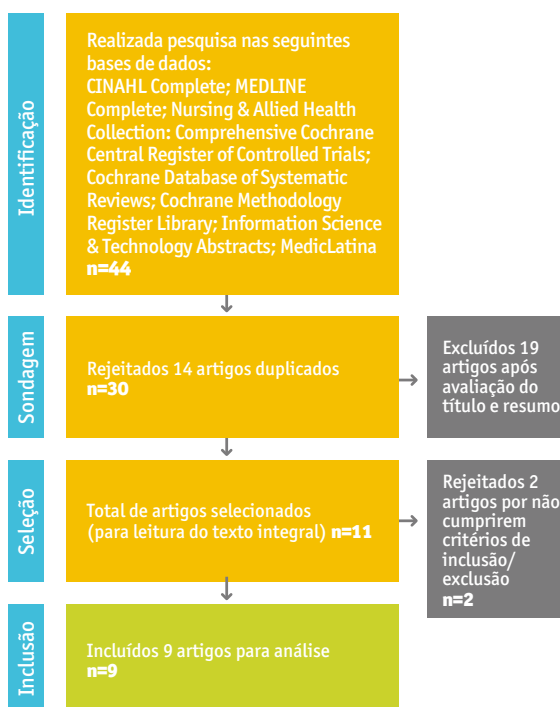 Identificação
Realizada pesquisa nas seguintes
bases de dados:
CINAHL Complete; MEDLINE
Complete; Nursing & Allied Health
Collection: Comprehensive Cochrane
Central Register of Controlled Trials;
Cochrane Database of Systematic
Reviews; Cochrane Methodology
Register Library; Information Science
& Technology Abstracts; MedicLatina
n=44
Sondagem
Rejeitados 14 artigos duplicados
n=30
Excluídos 19
artigos após
avaliação do
título e resumo
Seleção
Total de artigos selecionados
(para leitura do texto integral) n=11
Rejeitados 2
artigos por não
cumprirem
critérios de
inclusão/
exclusão
n=2
Inclusão
Incluídos 9 artigos para análise
n=9